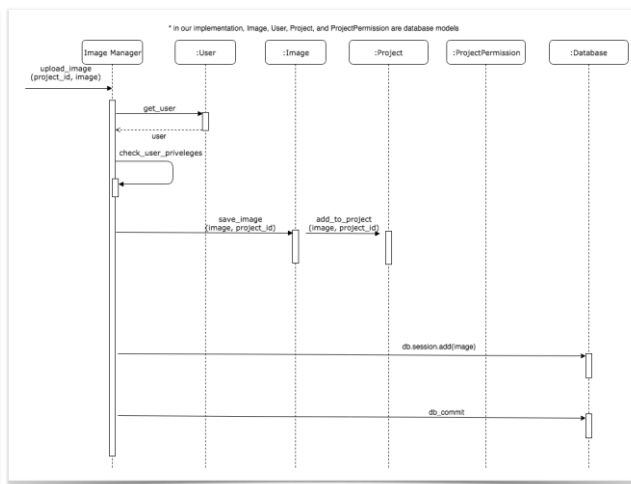 * in our implementation, Image, User, Project, and ProjectPermission are database models
Image Manager
:User
:Image
:Project
:ProjectPermission
:Database
upload_image
(project_id, image)
get_user
user
check_user_priveleges
save_image
(image, project_id)
add_to_project
(image, project_id)
db.session.add(image)
db_commit